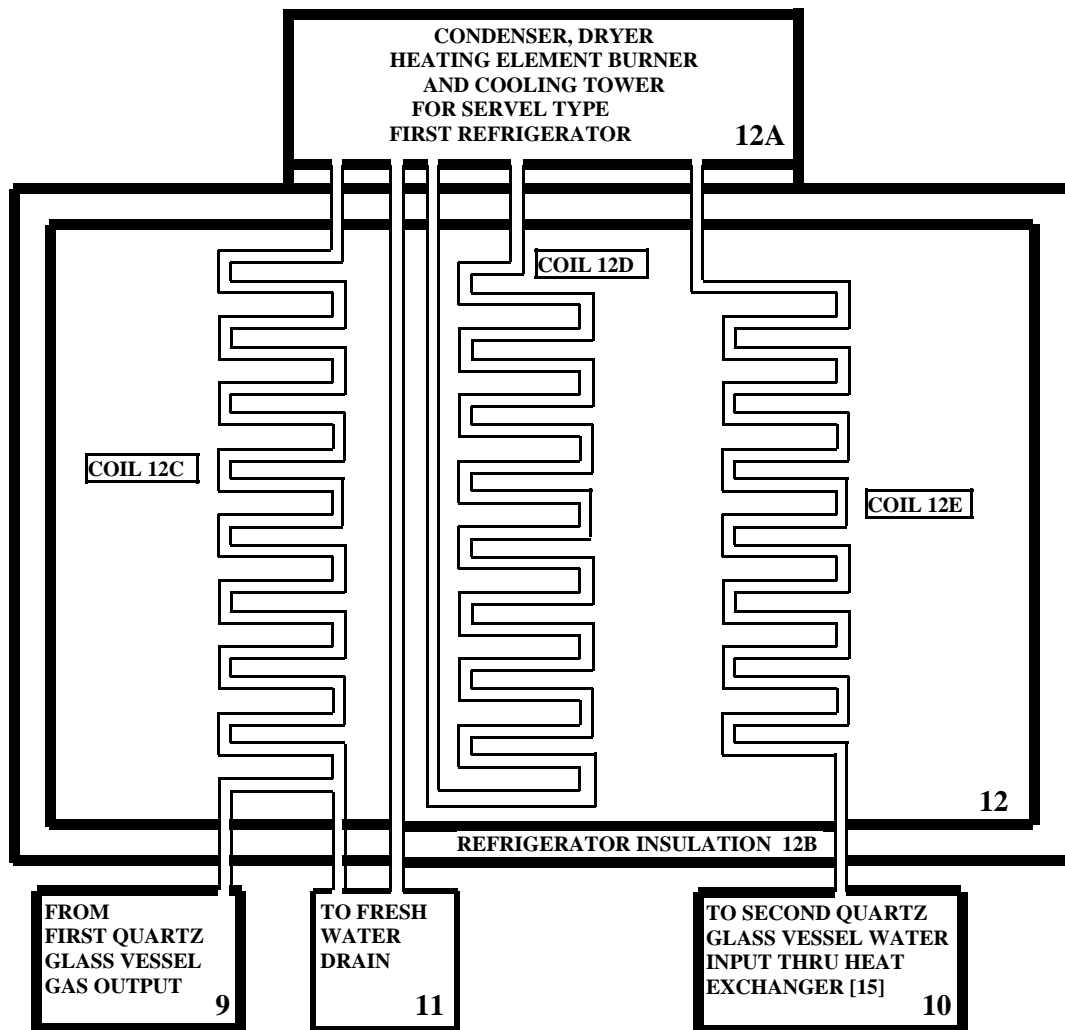 CONDENSER, DRYER
HEATING ELEMENT BURNER
AND COOLING TOWER
FOR SERVEL TYPE
FIRST REFRIGERATOR
12A
COIL 12D
COIL 12C
COIL 12E
12
REFRIGERATOR INSULATION 12B
FROM
FIRST QUARTZ
GLASS VESSEL
GAS OUTPUT
9
TO FRESH
WATER
DRAIN
11
TO SECOND QUARTZ
GLASS VESSEL WATER
INPUT THRU HEAT
EXCHANGER [15]
10